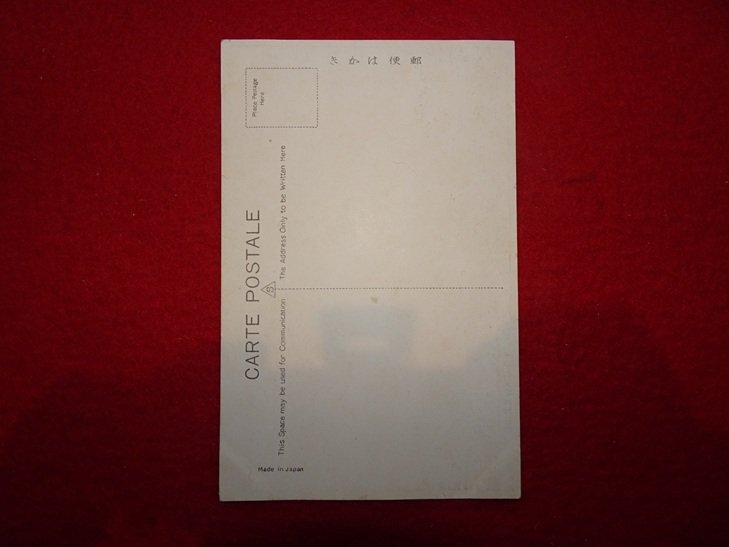 きかは便郵
Place Postage
Here
CARTE POSTALE
This Space may be used for Communication
The Address Only to be Written Here
Made in Japan